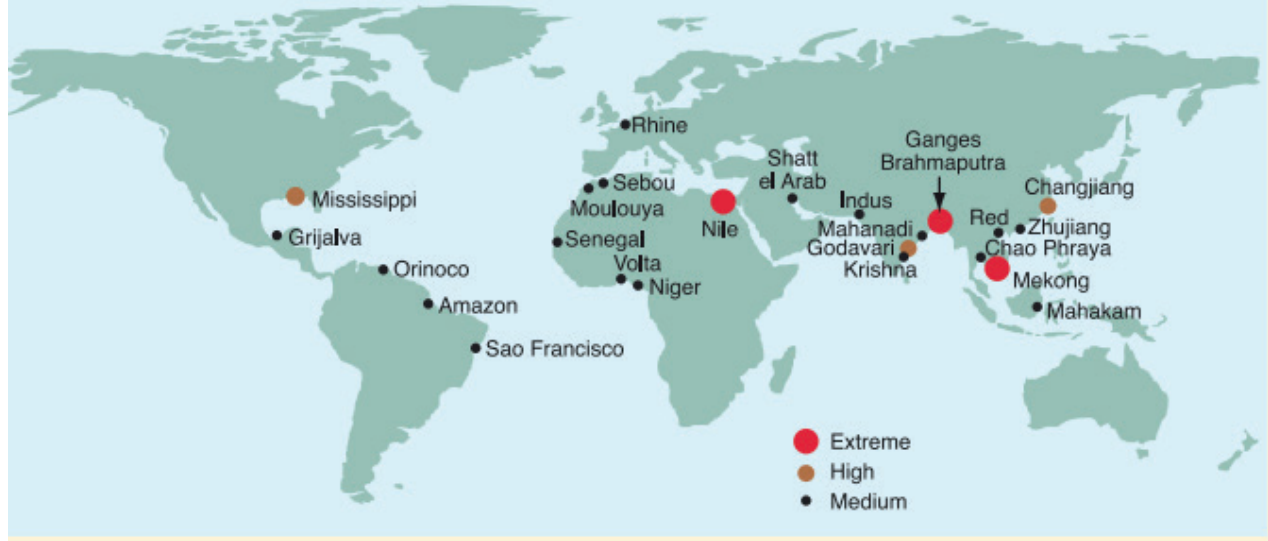 Rhine
Ganges
Brahmaputra
Shatt
el Arab
Sebou
Moulouya
Changjiang
Mississippi
Indus
Red
Nile
Mahanadi
Zhujiang
Grijalva
Senegal
Godavari
Chao Phraya
Volta
Krishna
Orinoco
Niger
Mekong
Amazon
Mahakam
Sao Francisco
Extreme
High
Medium